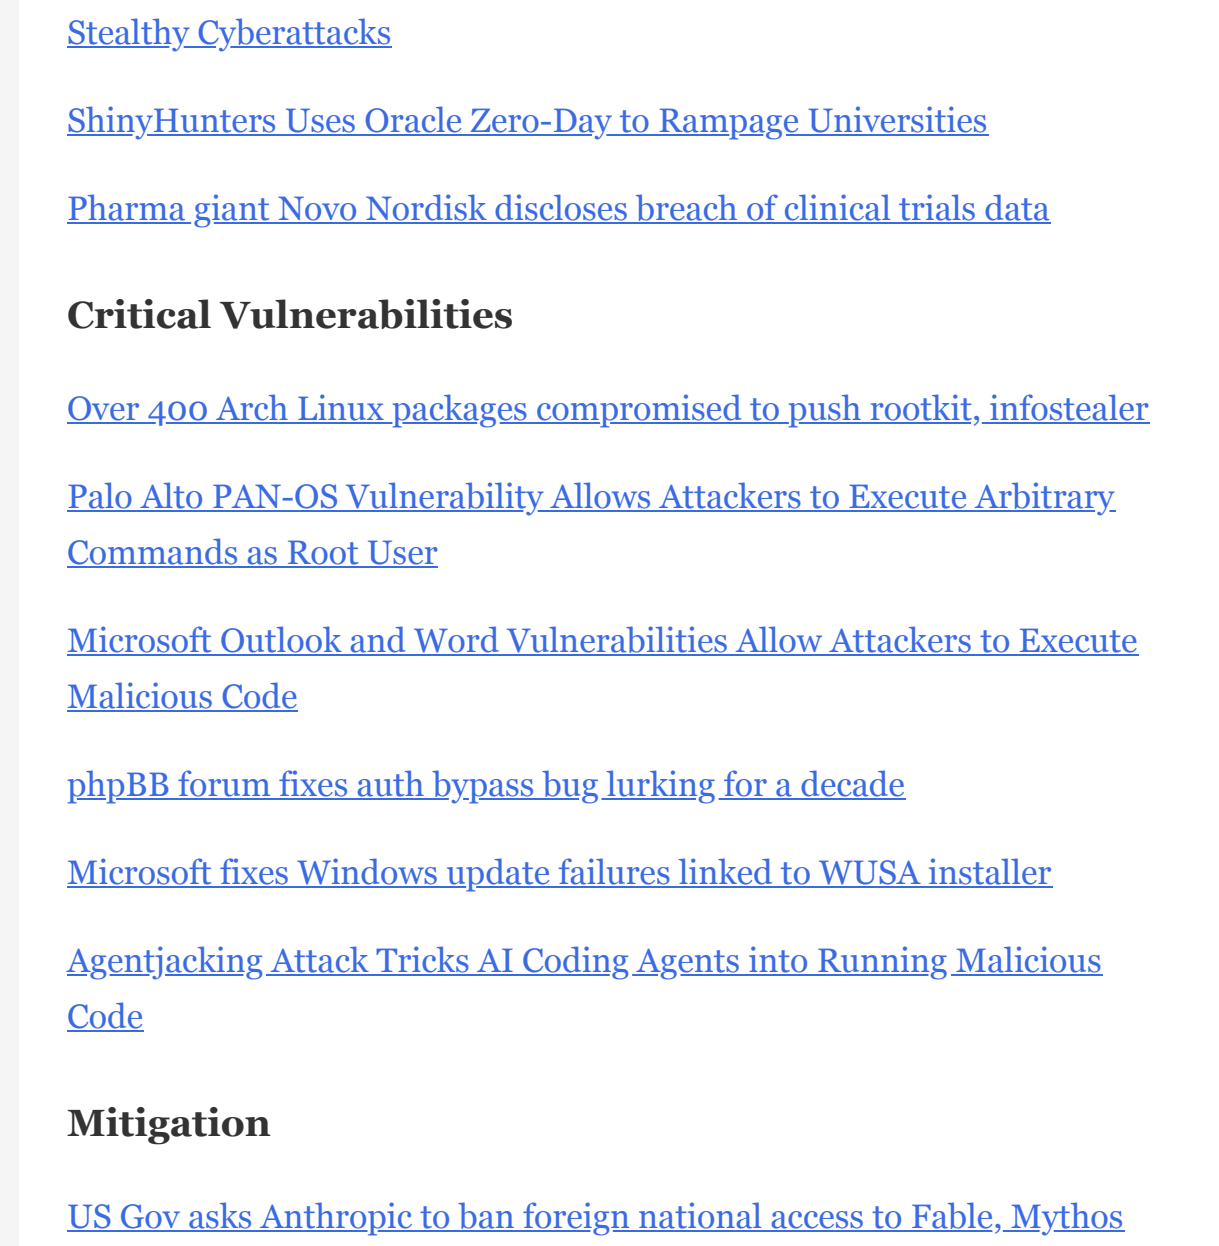 Stealthy Cyberattacks
ShinyHunters Uses Oracle Zero-Day to Rampage Universities
Pharma giant Novo Nordisk discloses breach of clinical trials data
Critical Vulnerabilities
Over 400 Arch Linux packages compromised to push rootkit, infostealer
Palo Alto PAN-OS Vulnerability Allows Attackers to Execute Arbitrary
Commands as Root User
Microsoft Outlook and Word Vulnerabilities Allow Attackers to Execute
Malicious Code
phpBB forum fixes auth bypass bug lurking for a decade
Microsoft fixes Windows update failures linked to WUSA installer
Agentjacking Attack Tricks AI Coding Agents into Running Malicious
Code
Mitigation
US Gov asks Anthropic to ban foreign national access to Fable, Mythos